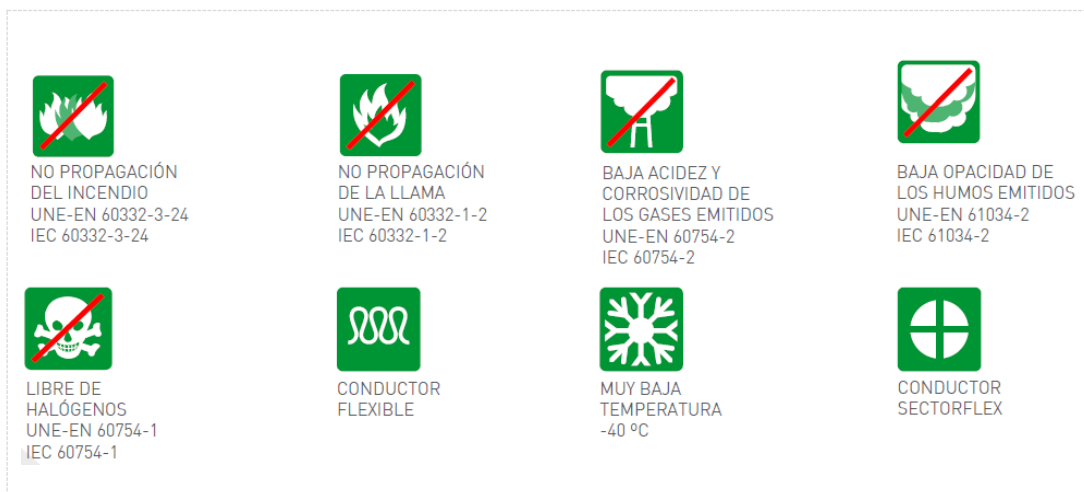 NO PROPAGACIÓN
DEL INCENDIO
UNE-EN 60332-3-24
IEC 60332-3-24
NO PROPAGACIÓN
DE LA LLAMA
UNE-EN 60332-1-2
IEC 60332-1-2
BAJA ACIDEZ Y
CORROSIVIDAD DE
LOS GASES EMITIDOS
UNE-EN 60754-2
IEC 60754-2
BAJA OPACIDAD DE
LOS HUMOS EMITIDOS
UNE-EN 61034-2
IEC 61034-2
LIBRE DE
HALÓGENOS
UNE-EN 60754-1
IEC 60754-1
CONDUCTOR
FLEXIBLE
MUY BAJA
TEMPERATURA
-40 ºC
CONDUCTOR
SECTORFLEX